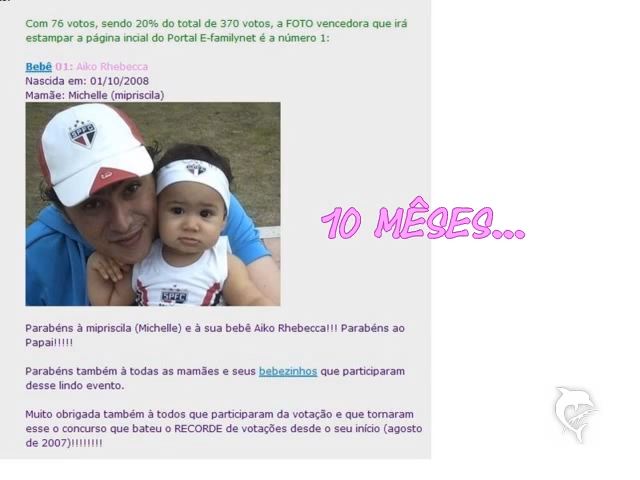 Com 76 votos, sendo 20% do total de 370 votos, a FOTO vencedora que irá
estampar a página incial do Portal E-familynet é a número 1:
Bebê 01: Aiko Rhebecca
Nascida em: 01/10/2008
Mamãe: Michelle (mipriscila)
SPFC
SPFC
10 MÊSES...
Parabéns à mipriscila (Michelle) e à sua bebê Aiko Rhebecca!!! Parabéns ao
Papai!!!!!
Parabéns também à todas as mamães e seus bebezinhos que participaram
desse lindo evento.
Muito obrigada também à todos que participaram da votação e que tornaram
esse o concurso que bateu o RECORDE de votações desde o seu início (agosto
de 2007)!!!!!!!!